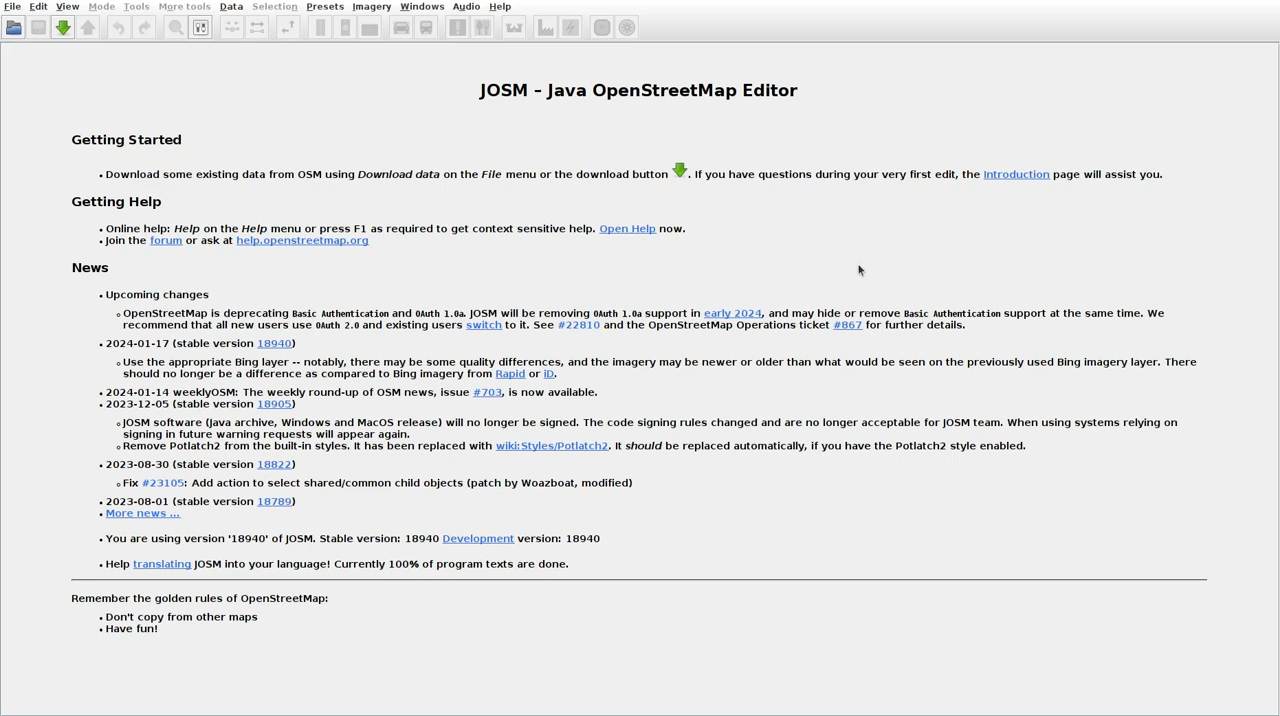 File Edit View Mode Tools More tools Data Selection Presets Imagery Windows Audio Help
JOSM – Java OpenStreetMap Editor
Getting Started
• Download some existing data from OSM using Download data on the File menu or the download button . If you have questions during your very first edit, the Introduction page will assist you.
Getting Help
• Online help: Help on the Help menu or press F1 as required to get context sensitive help. Open Help now.
• Join the forum or ask at help.openstreetmap.org
News
• Upcoming changes
◦ OpenStreetMap is deprecating Basic Authentication and OAuth 1.0a. JOSM will be removing OAuth 1.0a support in early 2024, and may hide or remove Basic Authentication support at the same time. We
recommend that all new users use OAuth 2.0 and existing users switch to it. See #22810 and the OpenStreetMap Operations ticket #867 for further details.
• 2024-01-17 (stable version 18940)
◦ Use the appropriate Bing layer -- notably, there may be some quality differences, and the imagery may be newer or older than what would be seen on the previously used Bing imagery layer. There
should no longer be a difference as compared to Bing imagery from Rapid or iD.
• 2024-01-14 weeklyOSM: The weekly round-up of OSM news, issue #703, is now available.
• 2023-12-05 (stable version 18905)
◦ JOSM software (Java archive, Windows and MacOS release) will no longer be signed. The code signing rules changed and are no longer acceptable for JOSM team. When using systems relying on
signing in future warning requests will appear again.
◦ Remove Potlatch2 from the built-in styles. It has been replaced with wiki:Styles/Potlatch2. It should be replaced automatically, if you have the Potlatch2 style enabled.
• 2023-08-30 (stable version 18822)
◦ Fix #23105: Add action to select shared/common child objects (patch by Woazboat, modified)
• 2023-08-01 (stable version 18789)
• More news ...
• You are using version '18940' of JOSM. Stable version: 18940 Development version: 18940
• Help translating JOSM into your language! Currently 100% of program texts are done.
Remember the golden rules of OpenStreetMap:
• Don't copy from other maps
• Have fun!